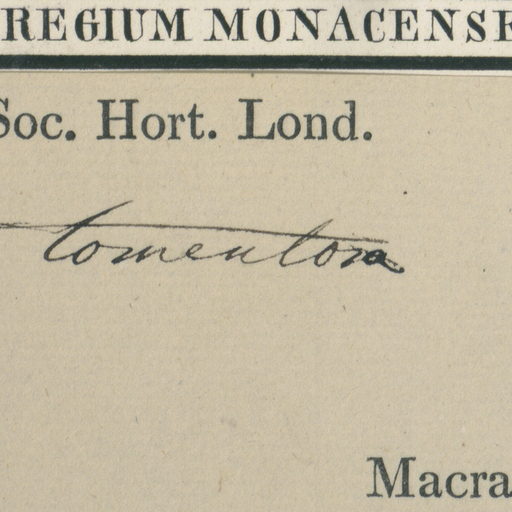 REGIUM MONACENSE
Soc. Hort. Lond.
tomentosa
Macra